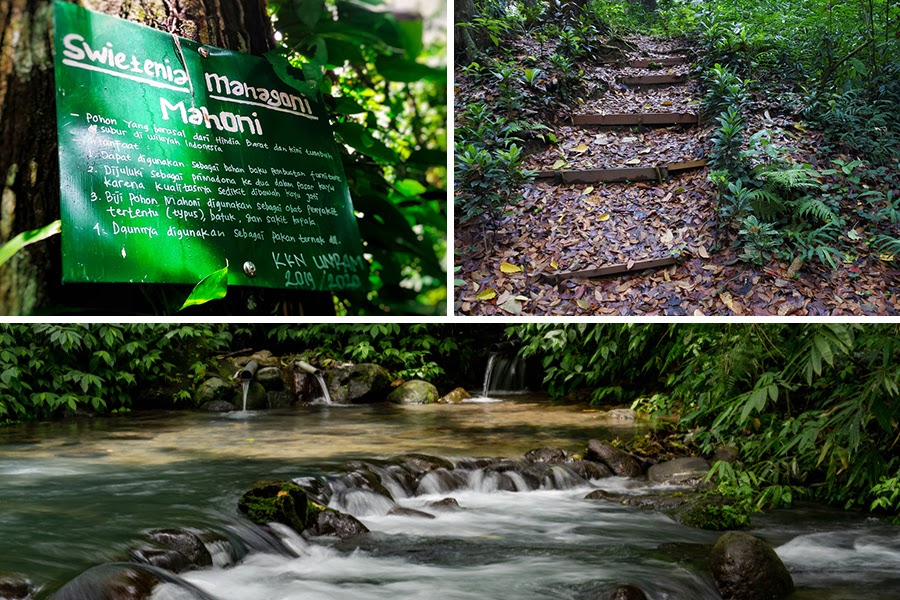 Swietenia Mahagoni
Mahoni
- Pohon yang berasal dari Hindia Barat dan kini tumbuh
subur di wilayah Indonesia
Manfaat
1. Dapat digunakan sebagai bahan baku pembuatan furniture
2. Dijuluki sebagai primadona ke dua dalam pasar kayu
karena kualitasnya sedikit dibawah kayu jati
3. Biji Pohon Mahoni digunakan sebagai obat penyakit
tertentu (typus), batuk, dan sakit kepala.
4. Daunnya digunakan sebagai pakan ternak dll.
KKN UNRAM
2019/2020